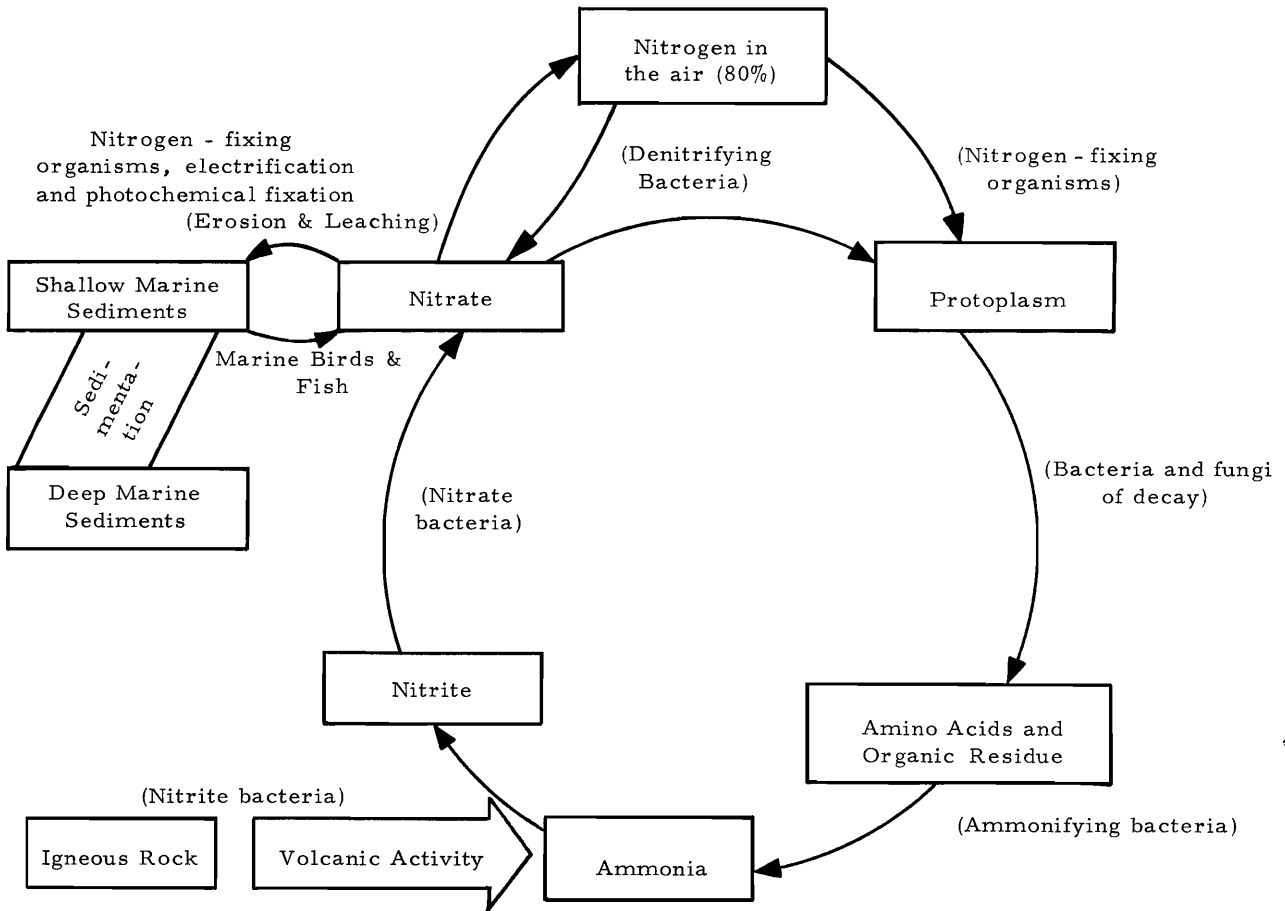 Nitrogen in
the air (80%)
Nitrogen - fixing
organisms, electrification
and photochemical fixation
(Erosion & Leaching)
(Denitrifying
Bacteria)
(Nitrogen - fixing
organisms)
Shallow Marine
Sediments
Nitrate
Protoplasm
Marine Birds &
Fish
Sedi-
menta-
tion
Deep Marine
Sediments
(Nitrate
bacteria)
(Bacteria and fungi
of decay)
Nitrite
Amino Acids and
Organic Residue
(Nitrite bacteria)
(Ammonifying bacteria)
Igneous Rock
Volcanic Activity
Ammonia